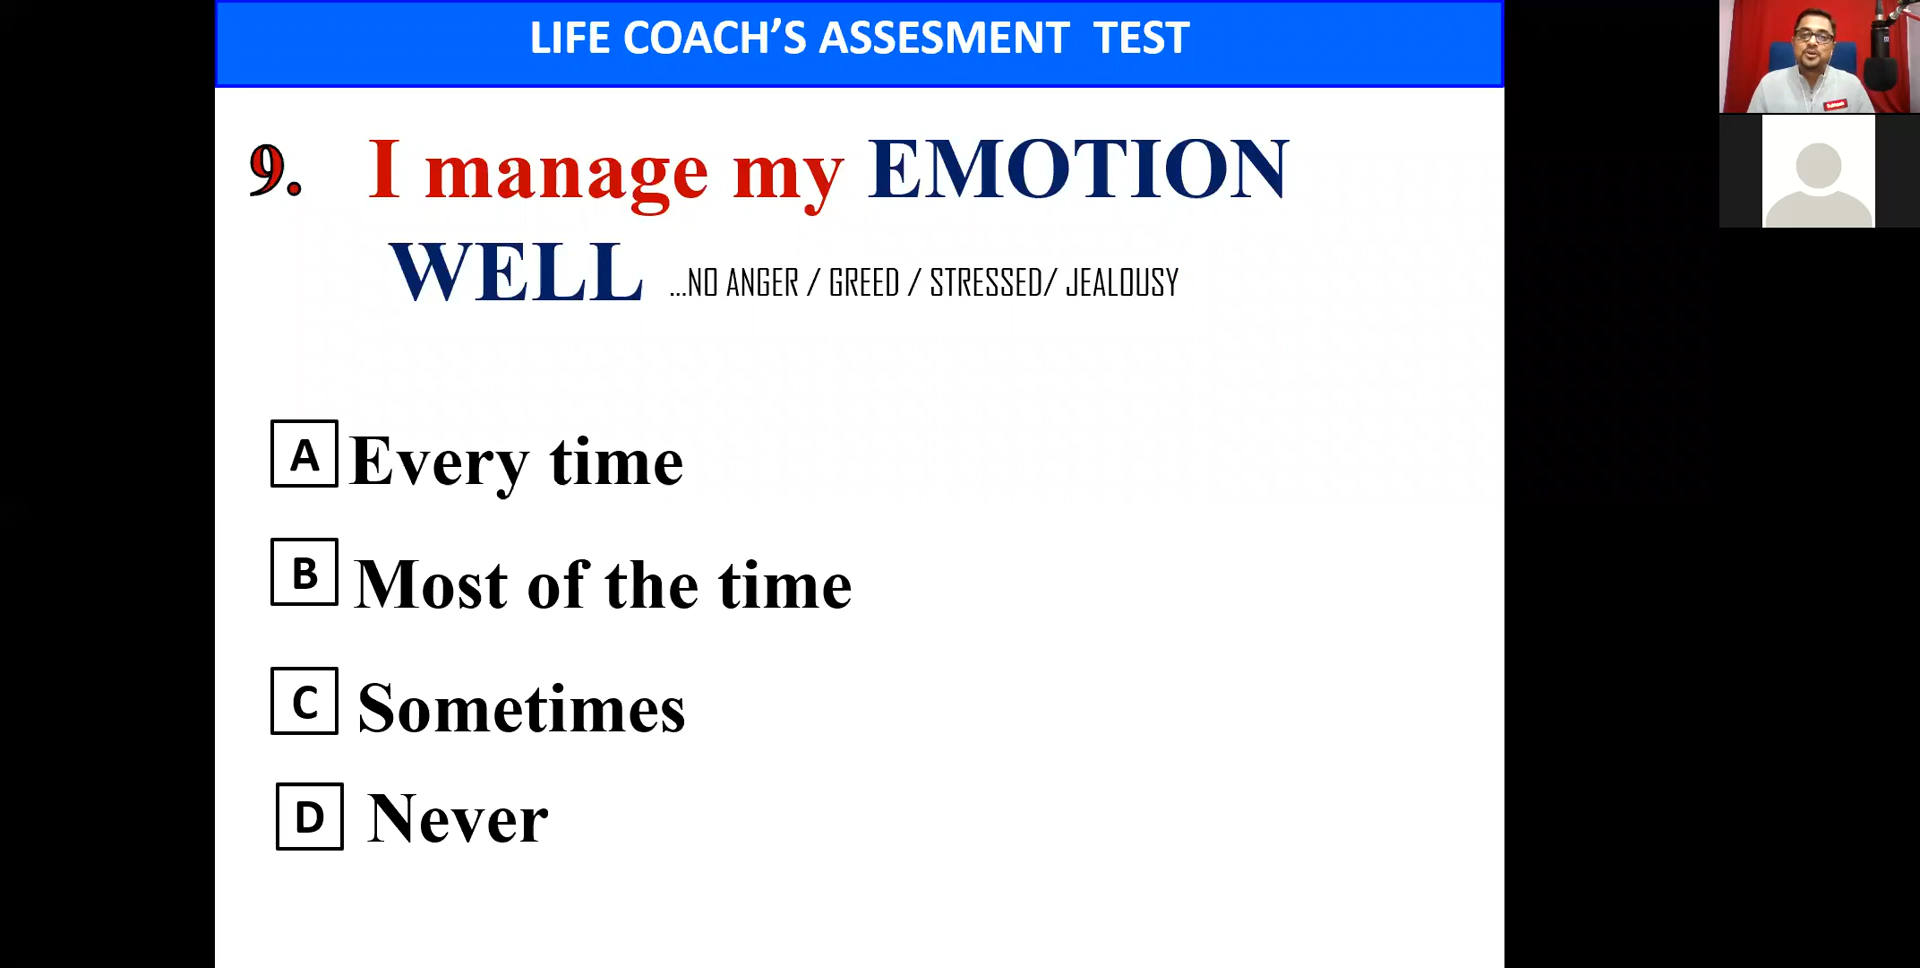 LIFE COACH’S ASSESMENT TEST
9. I manage my EMOTION
WELL ...NO ANGER / GREED / STRESSED/ JEALOUSY
A Every time
B Most of the time
C Sometimes
D Never